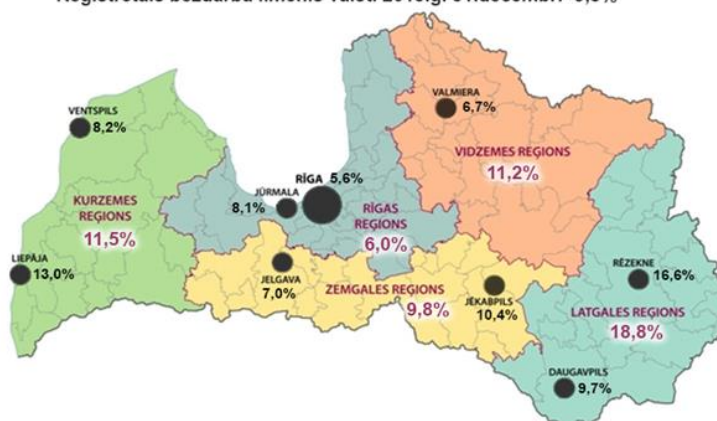 VENTSPILS
8,2%
KURZEMES
REĢIONS
11,5%
LIEPĀJA
13,0%
RĪGA 5,6%
JŪRMALA
8,1%
RĪGAS
REĢIONS
6,0%
VALMIERA
6,7%
VIDZEMES REĢIONS
11,2%
JELGAVA
7,0%
ZEMGALES REĢIONS
9,8%
JĒKABPILS
10,4%
RĒZEKNE
16,6%
LATGALES REĢIONS
18,8%
DAUGAVPILS
9,7%